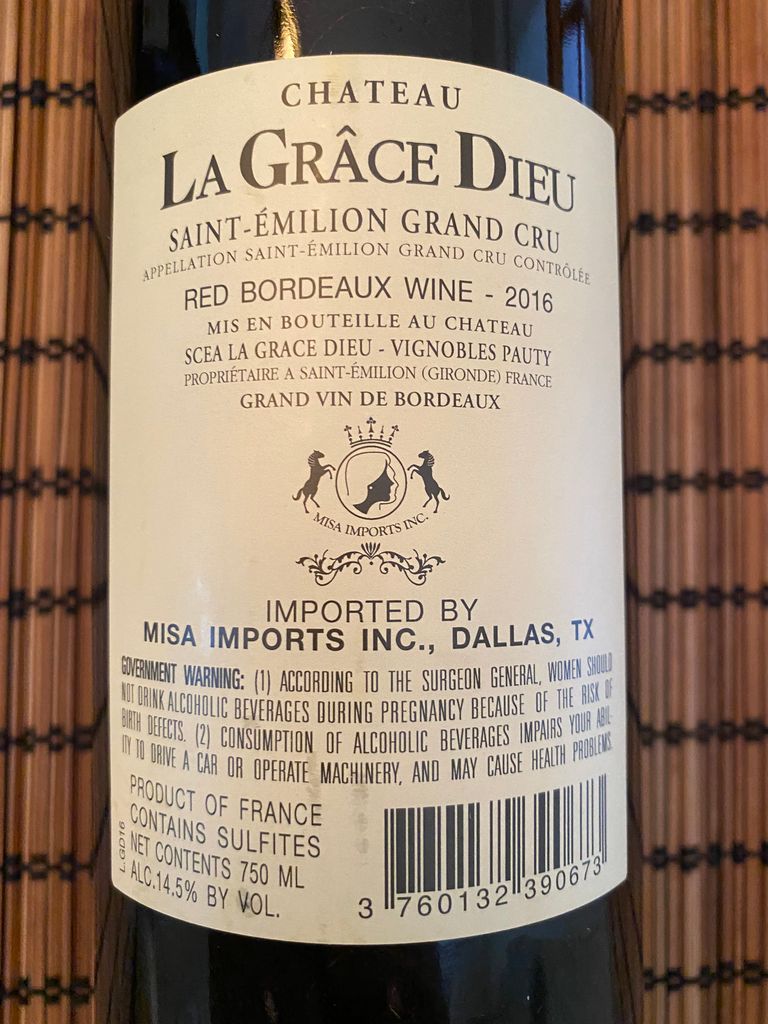 CHATEAU
LA GRÂCE DIEU
SAINT-ÉMILION GRAND CRU
APPELLATION SAINT-ÉMILION GRAND CRU CONTRÔLÉE
RED BORDEAUX WINE - 2016
MIS EN BOUTEILLE AU CHATEAU
SCEA LA GRACE DIEU - VIGNOBLES PAUTY
PROPRIÉTAIRE A SAINT-ÉMILION (GIRONDE) FRANCE
GRAND VIN DE BORDEAUX
MISA IMPORTS INC.
IMPORTED BY
MISA IMPORTS INC., DALLAS, TX
GOVERNMENT WARNING: (1) ACCORDING TO THE SURGEON GENERAL, WOMEN SHOULD
NOT DRINK ALCOHOLIC BEVERAGES DURING PREGNANCY BECAUSE OF THE RISK OF
BIRTH DEFECTS. (2) CONSUMPTION OF ALCOHOLIC BEVERAGES IMPAIRS YOUR ABIL-
ITY TO DRIVE A CAR OR OPERATE MACHINERY, AND MAY CAUSE HEALTH PROBLEMS.
PRODUCT OF FRANCE
CONTAINS SULFITES
NET CONTENTS 750 ML
ALC.14.5% BY VOL.
L.GD16
3 760132 390673